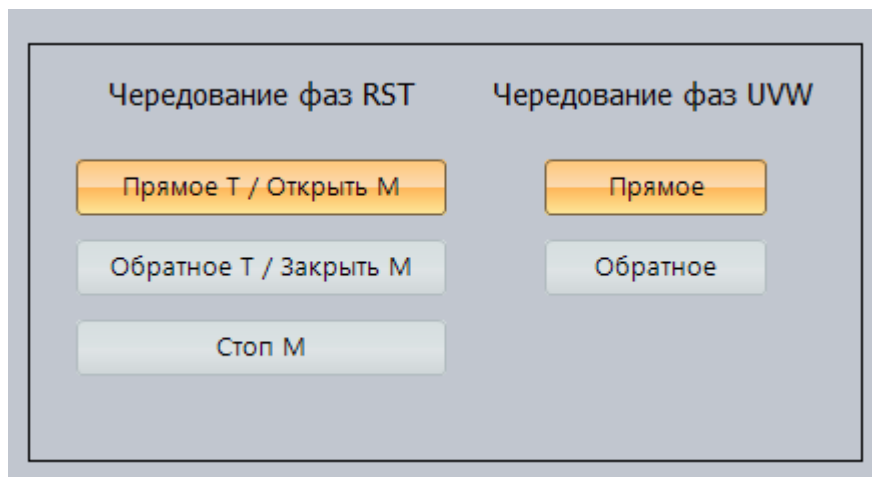 Чередование фаз RST
Чередование фаз UVW
Прямое Т / Открыть М
Прямое
Обратное Т / Закрыть М
Обратное
Стоп М